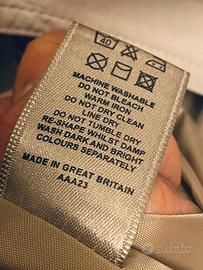 40
MACHINE WASHABLE
DO NOT BLEACH
WARM IRON
DO NOT DRY CLEAN
LINE DRY
DO NOT TUMBLE DRY
RE-SHAPE WHILST DAMP
WASH DARK AND BRIGHT
COLOURS SEPARATELY
MADE IN GREAT BRITAIN
AAA23
subito